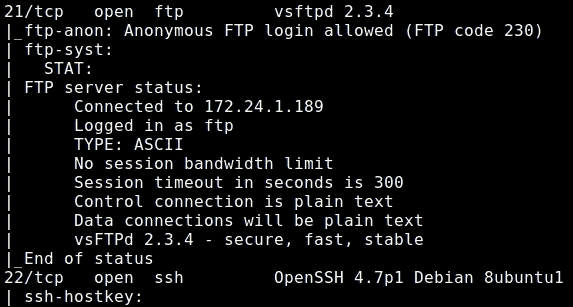 21/tcp   open  ftp         vsftpd 2.3.4
|_ftp-anon: Anonymous FTP login allowed (FTP code 230)
| ftp-syst:
|   STAT:
| FTP server status:
|      Connected to 172.24.1.189
|      Logged in as ftp
|      TYPE: ASCII
|      No session bandwidth limit
|      Session timeout in seconds is 300
|      Control connection is plain text
|      Data connections will be plain text
|      vsFTPd 2.3.4 - secure, fast, stable
|_End of status
22/tcp   open  ssh         OpenSSH 4.7p1 Debian 8ubuntu1
| ssh-hostkey: